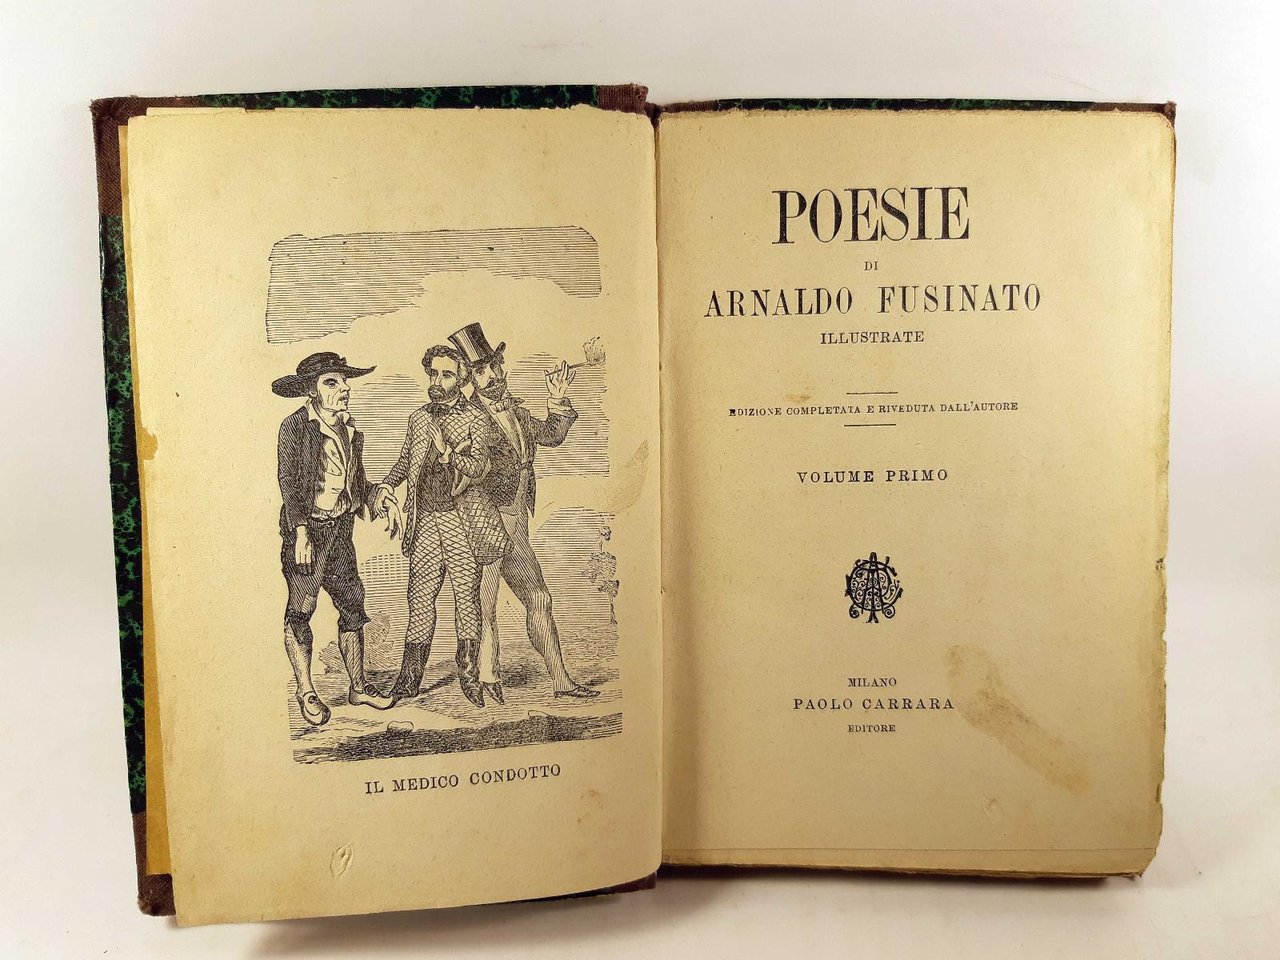 IL MEDICO CONDOTTO
POESIE
DI
ARNALDO FUSINATO
ILLUSTRATE
EDIZIONE COMPLETATA E RIVEDUTA DALL'AUTORE
VOLUME PRIMO
MILANO
PAOLO CARRARA
EDITORE